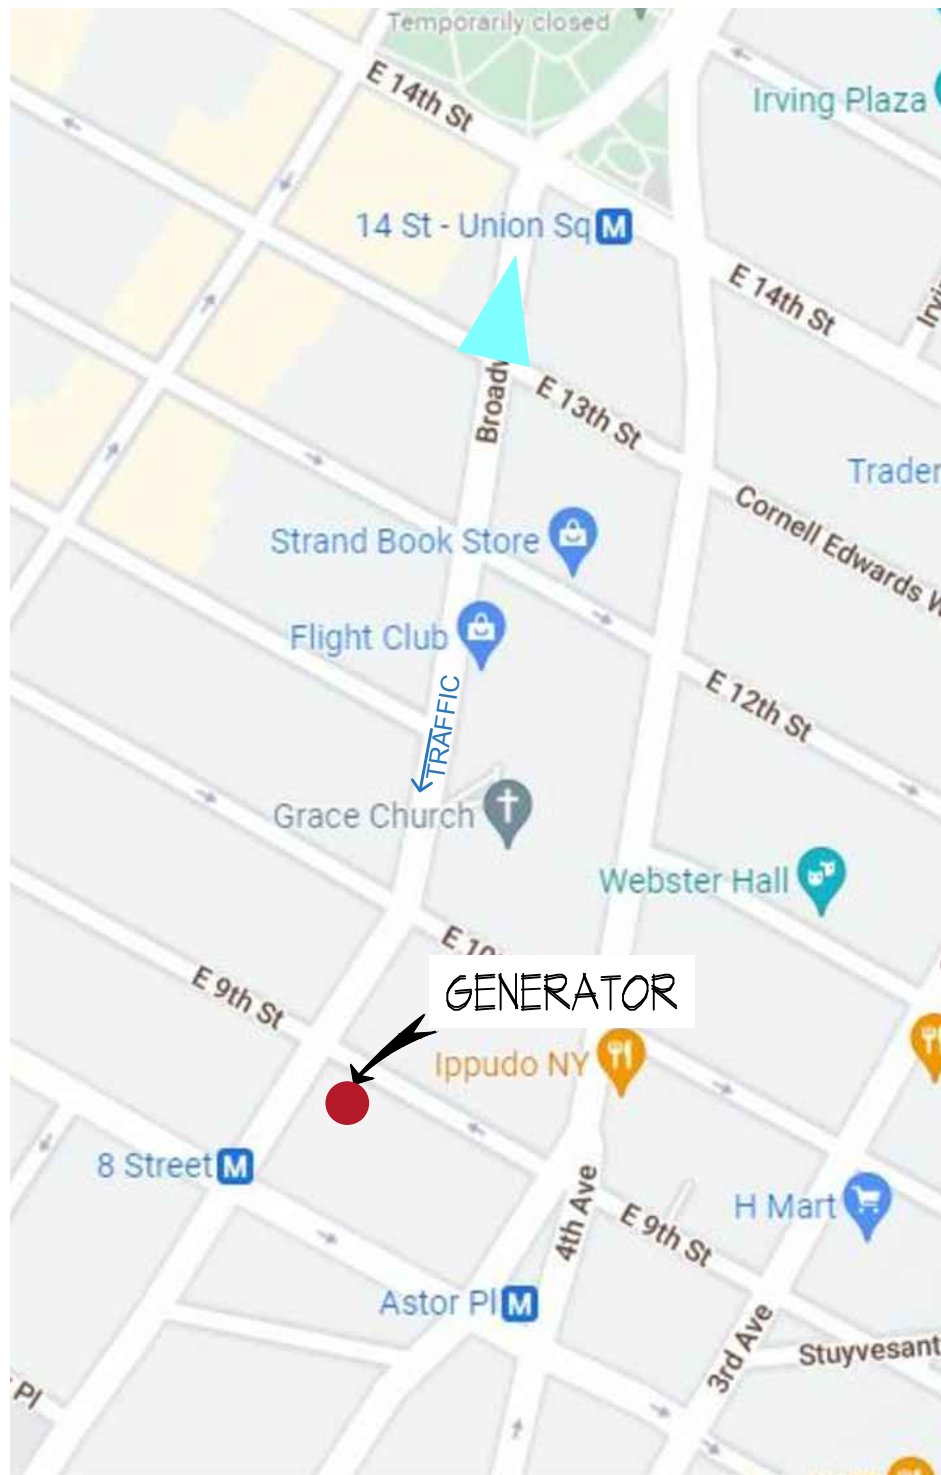 Temporarily closed
E 14th St
Irving Plaza
14 St - Union Sq M
E 14th St
E 13th St
Trader
Cornell Edwards W
Strand Book Store
Flight Club
TRAFFIC
E 12th St
Grace Church
Webster Hall
E 9th St
GENERATOR
Ippudo NY
8 Street M
H Mart
4th Ave
E 9th St
Astor Pl M
3rd Ave
Stuyvesant
Pl